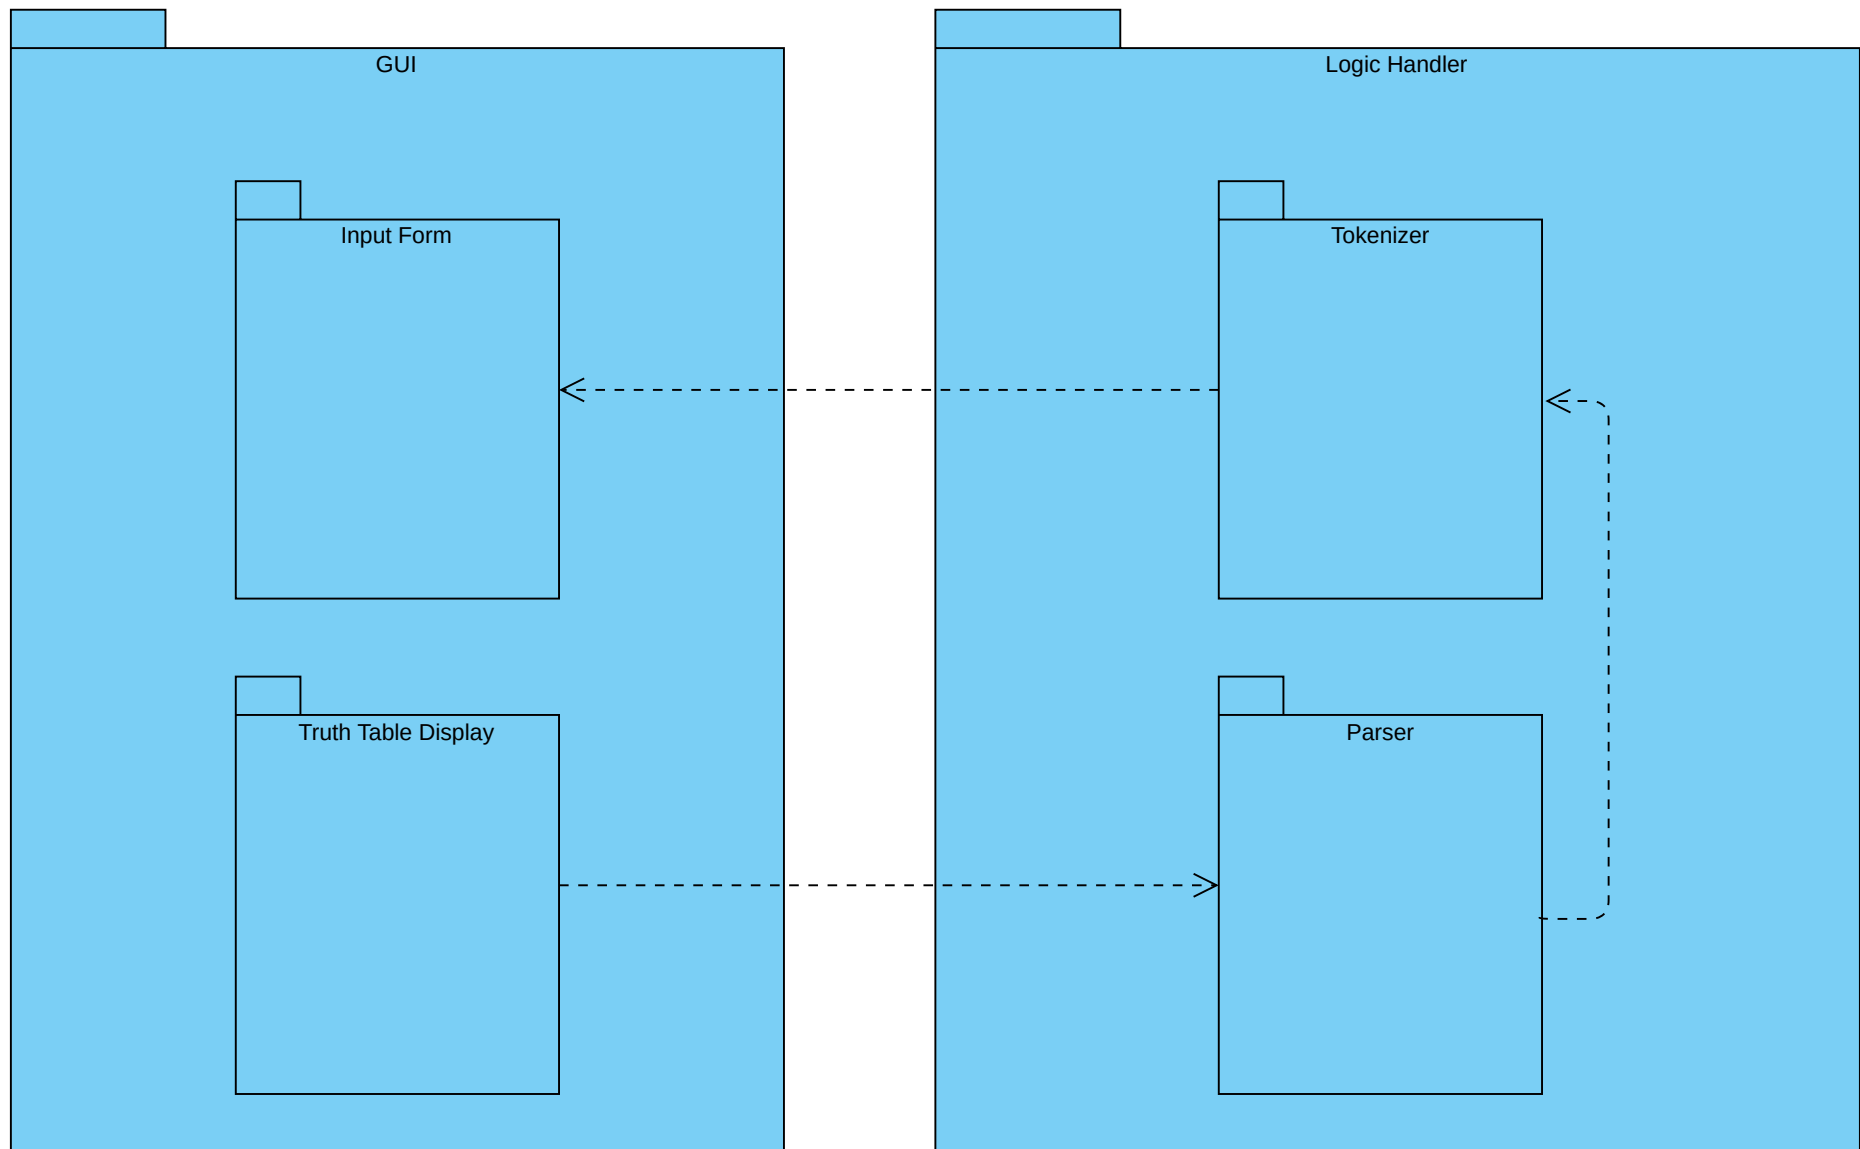 GUI
Logic Handler
Input Form
Tokenizer
Truth Table Display
Parser